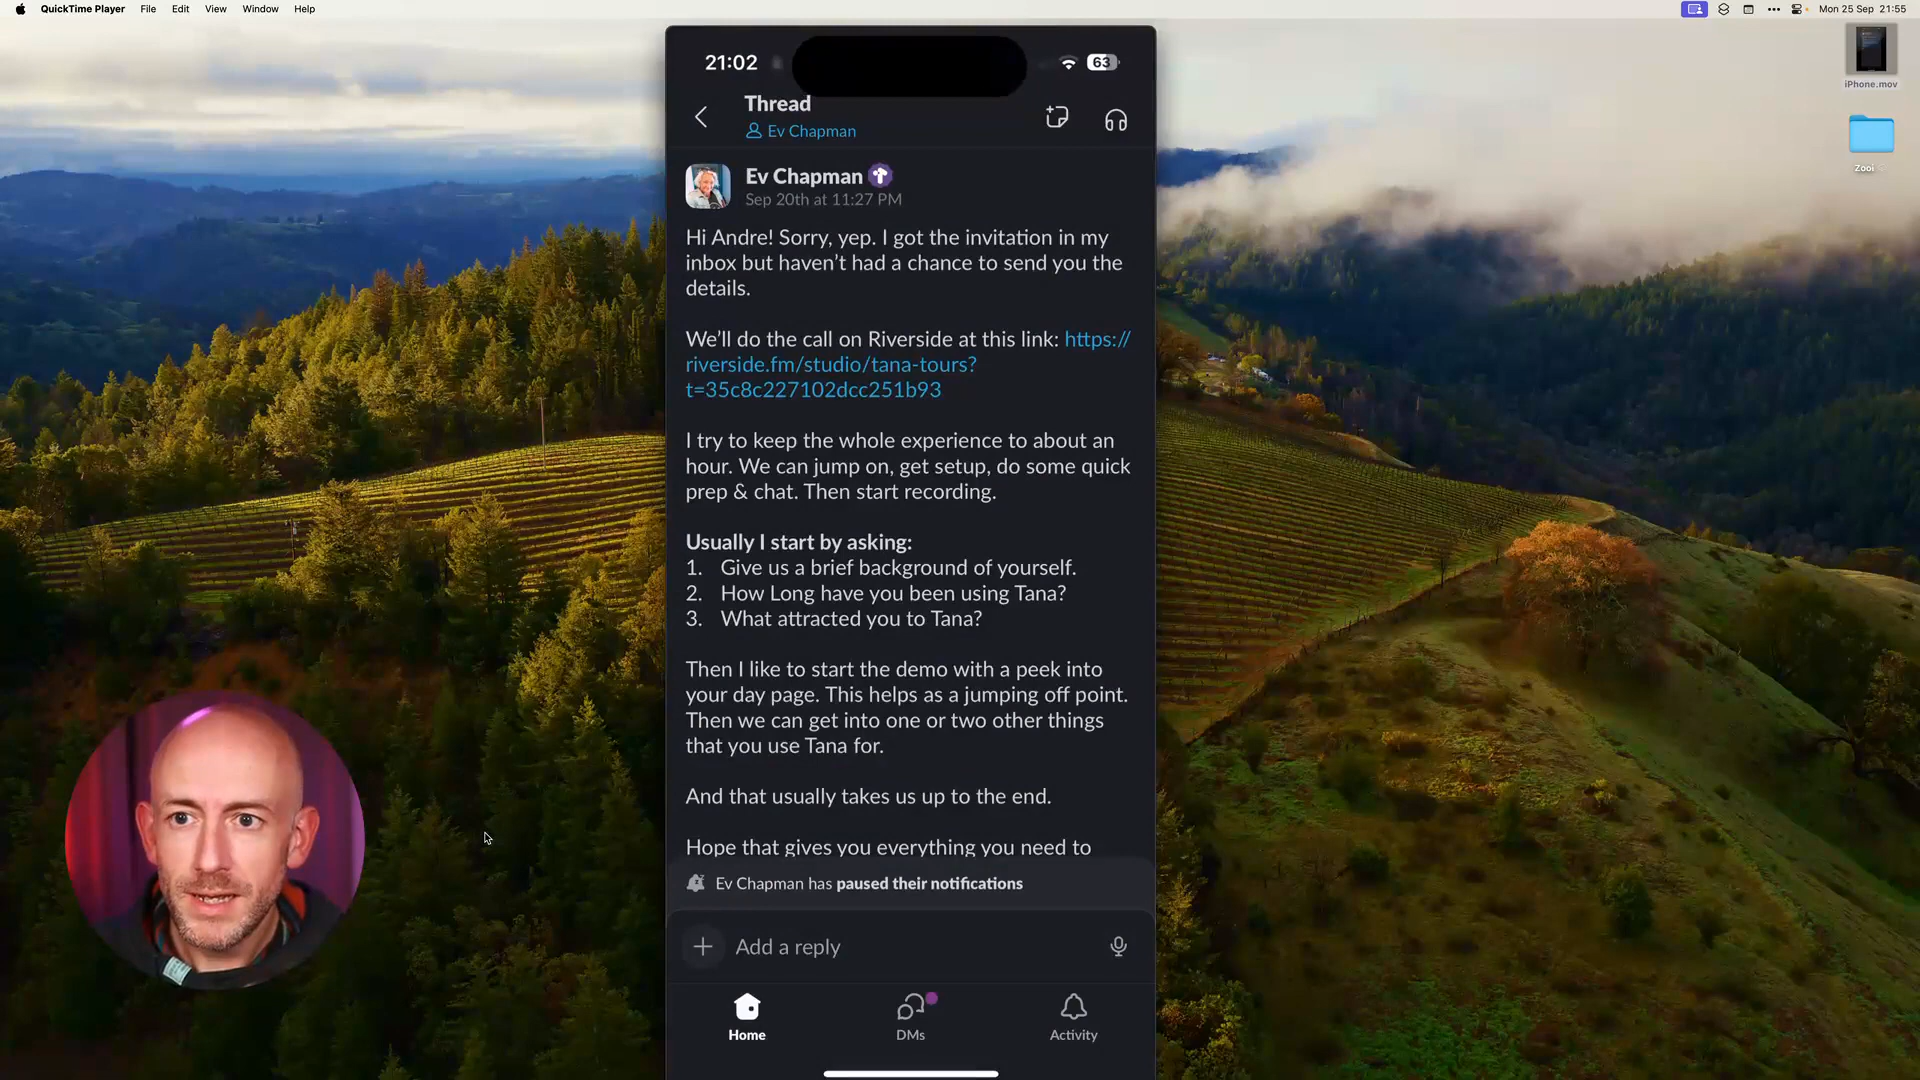 QuickTime Player File Edit View Window Help
Mon 25 Sep 21:55
21:02
63
Thread
Ev Chapman
Ev Chapman
Sep 20th at 11:27 PM
Hi Andre! Sorry, yep. I got the invitation in my
inbox but haven’t had a chance to send you the
details.
We’ll do the call on Riverside at this link: https://
riverside.fm/studio/tana-tours?
t=35c8c227102dcc251b93
I try to keep the whole experience to about an
hour. We can jump on, get setup, do some quick
prep & chat. Then start recording.
Usually I start by asking:
1. Give us a brief background of yourself.
2. How Long have you been using Tana?
3. What attracted you to Tana?
Then I like to start the demo with a peek into
your day page. This helps as a jumping off point.
Then we can get into one or two other things
that you use Tana for.
And that usually takes us up to the end.
Hope that gives you everything you need to
Ev Chapman has paused their notifications
Add a reply
Home
DMs
Activity
iPhone.mov
Zooi